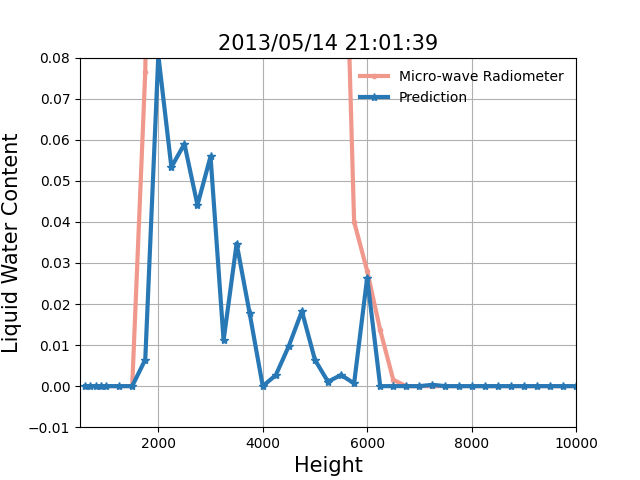 2013/05/14 21:01:39
Micro-wave Radiometer
Prediction
Liquid Water Content
0.08
0.07
0.06
0.05
0.04
0.03
0.02
0.01
0.00
−0.01
2000 4000 6000 8000 10000
Height